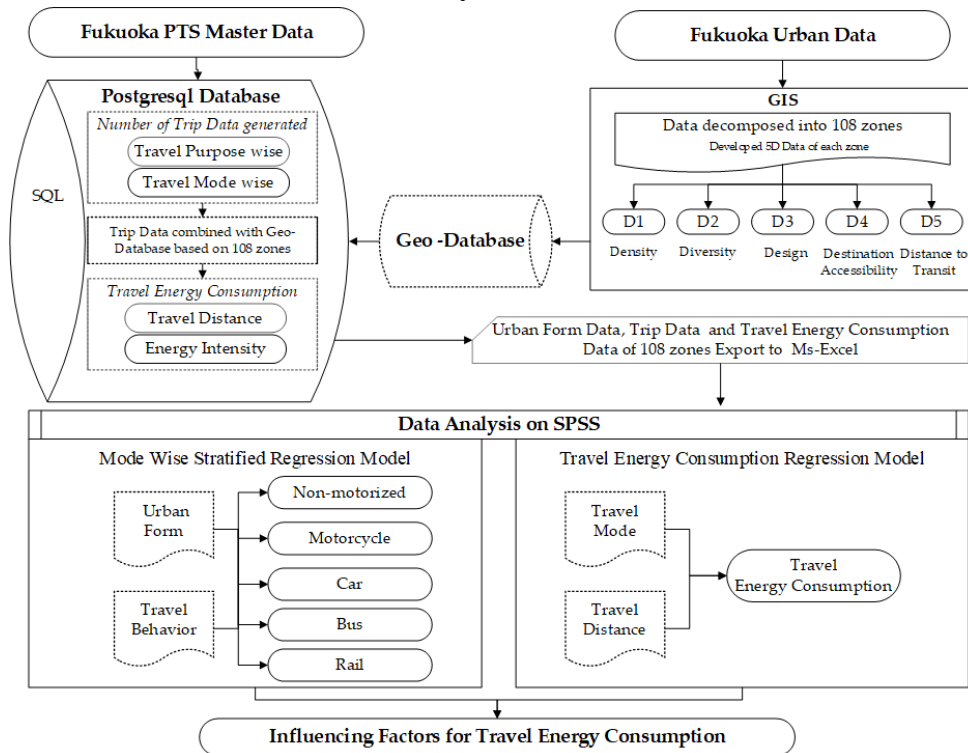 Fukuoka PTS Master Data
Fukuoka Urban Data
Postgresql Database
Number of Trip Data generated
Travel Purpose wise
Travel Mode wise
SQL
Trip Data combined with Geo-
Database based on 108 zones
Travel Energy Consumption
Travel Distance
Energy Intensity
Geo -Database
GIS
Data decomposed into 108 zones
Developed 5D Data of each zone
D1
D2
D3
D4
D5
Density
Diversity
Design
Destination
Accessibility
Distance to
Transit
Urban Form Data, Trip Data and Travel Energy Consumption
Data of 108 zones Export to Ms-Excel
Data Analysis on SPSS
Mode Wise Stratified Regression Model
Urban
Form
Travel
Behavior
Non-motorized
Motorcycle
Car
Bus
Rail
Travel Energy Consumption Regression Model
Travel
Mode
Travel
Distance
Travel
Energy Consumption
Influencing Factors for Travel Energy Consumption